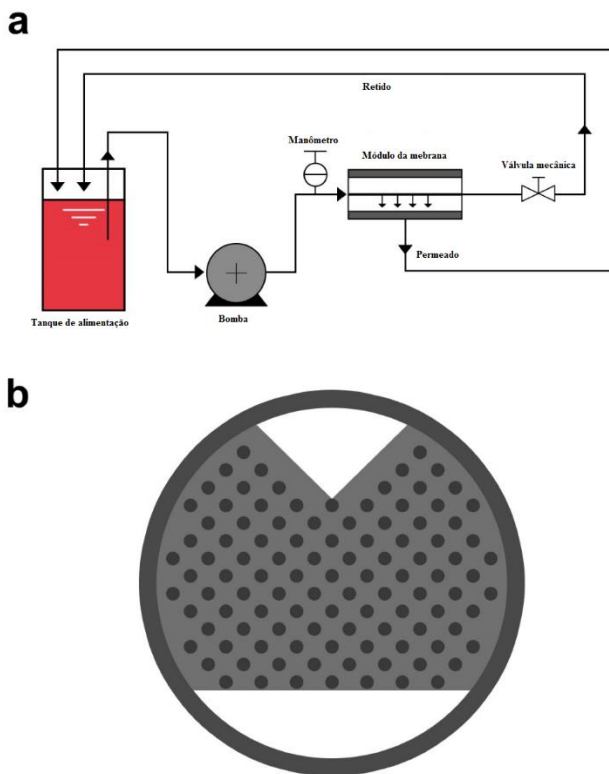 a
Retido
Manômetro
Módulo da mebrana
Válvula mecânica
Permeado
Bomba
Tanque de alimentação
b